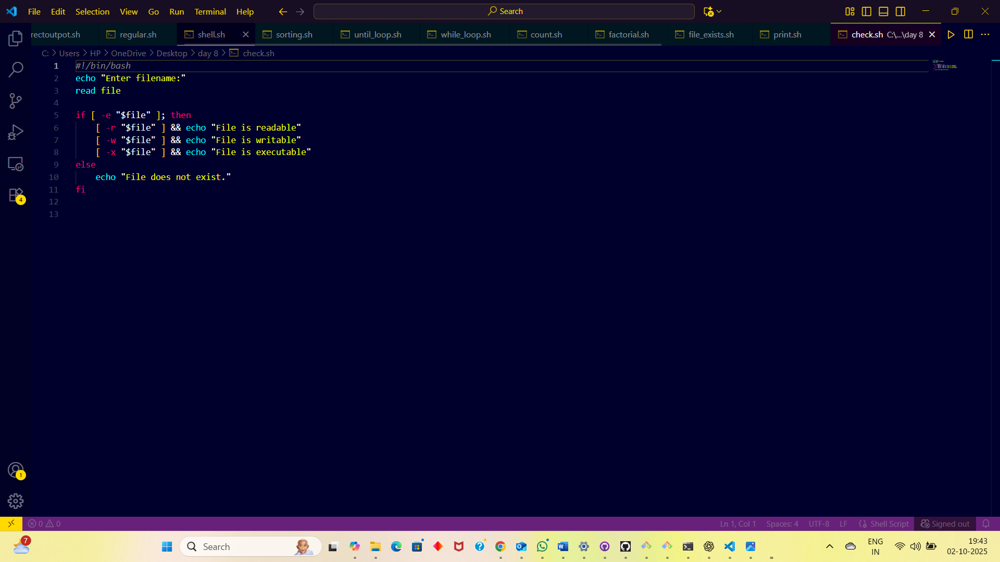 File Edit Selection View Go Run Terminal Help Search
rectoutpot.sh regular.sh shell.sh sorting.sh until_loop.sh while_loop.sh count.sh factorial.sh file_exists.sh print.sh check.sh C:\...\day 8
C: > Users > HP > OneDrive > Desktop > day 8 > check.sh
1 #!/bin/bash
2 echo "Enter filename:"
3 read file
4
5 if [ -e "$file" ]; then
6 [ -r "$file" ] && echo "File is readable"
7 [ -w "$file" ] && echo "File is writable"
8 [ -x "$file" ] && echo "File is executable"
9 else
10 echo "File does not exist."
11 fi
12
13
4
1
0 0 Ln 1, Col 1 Spaces: 4 UTF-8 LF Shell Script Signed out
7 Search ENG 19:43
IN 02-10-2025